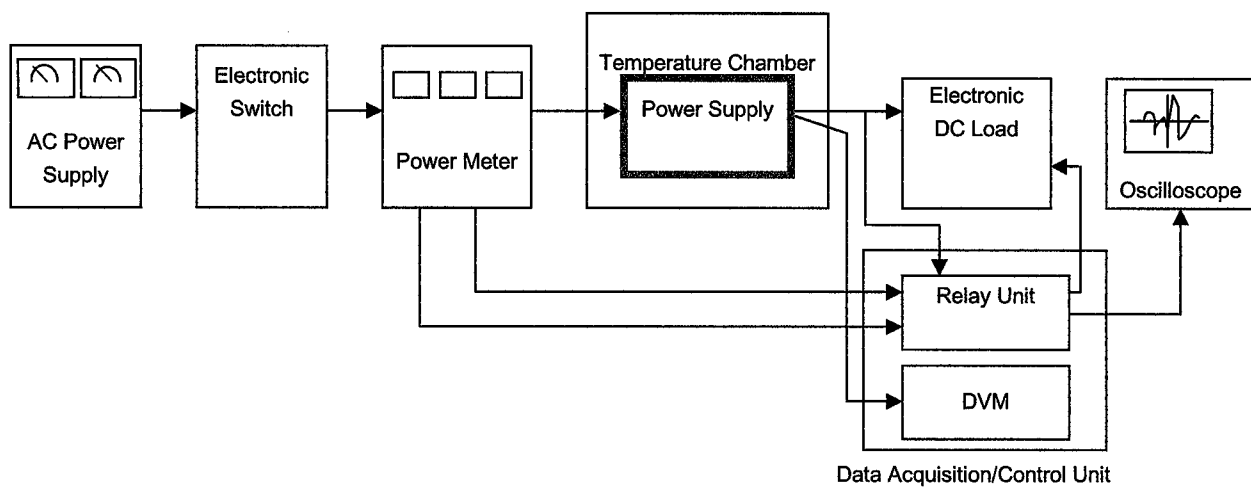 AC Power
Supply
Electronic
Switch
Power Meter
Temperature Chamber
Power Supply
Electronic
DC Load
Oscilloscope
Relay Unit
DVM
Data Acquisition/Control Unit